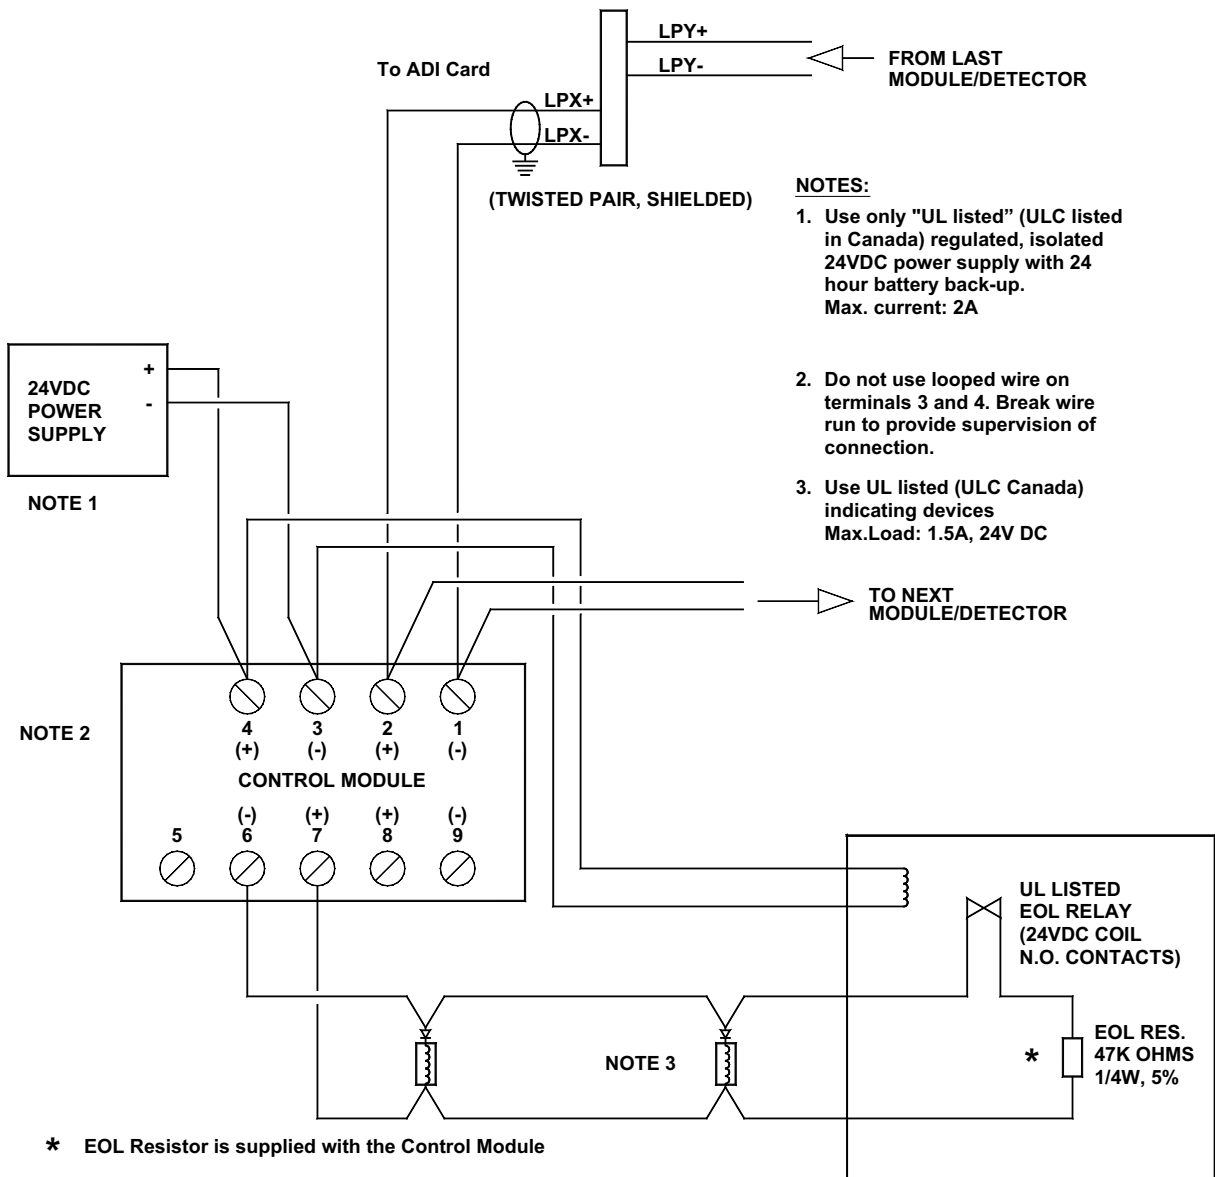 LPY+
LPY-
FROM LAST
MODULE/DETECTOR
To ADI Card
LPX+
LPX-
(TWISTED PAIR, SHIELDED)
NOTES:
1. Use only "UL listed” (ULC listed
in Canada) regulated, isolated
24VDC power supply with 24
hour battery back-up.
Max. current: 2A
2. Do not use looped wire on
terminals 3 and 4. Break wire
run to provide supervision of
connection.
3. Use UL listed (ULC Canada)
indicating devices
Max.Load: 1.5A, 24V DC
24VDC
POWER
SUPPLY
+
-
NOTE 1
TO NEXT
MODULE/DETECTOR
NOTE 2
4 3 2 1
(+) (-) (+) (-)
CONTROL MODULE
(-) (+) (+) (-)
5 6 7 8 9
UL LISTED
EOL RELAY
(24VDC COIL
N.O. CONTACTS)
NOTE 3
*
EOL RES.
47K OHMS
1/4W, 5%
* EOL Resistor is supplied with the Control Module